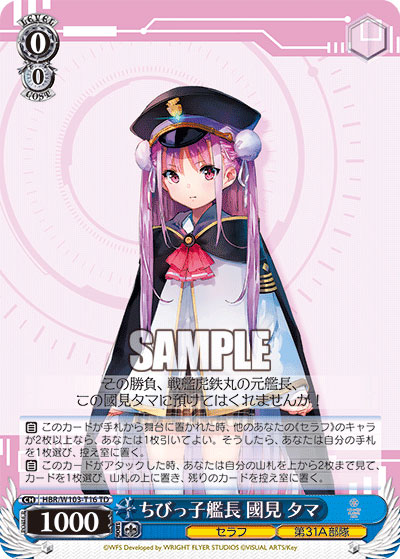 LEVEL
0
0
COST
SAMPLE
この勝負、戦艦虎鉄丸の元艦長、
この國見タマに預けてはくれませんか!
このカードが手札から舞台に置かれた時、他のあなたの《セラフ》のキャラ
が2枚以上なら、あなたは1枚引いてよい。そうしたら、あなたは自分の手札
を1枚選び、控え室に置く。
このカードがアタックした時、あなたは自分の山札を上から2枚まで見て、
カードを1枚まで選び、山札の上に置き、残りのカードを控え室に置く。
CH HBR/W103-T16 TD
1000
ちびっ子艦長 國見 タマ
セラフ
第31A部隊
©WFS Developed by WRIGHT FLYER STUDIOS ©VISUAL ARTS/Key